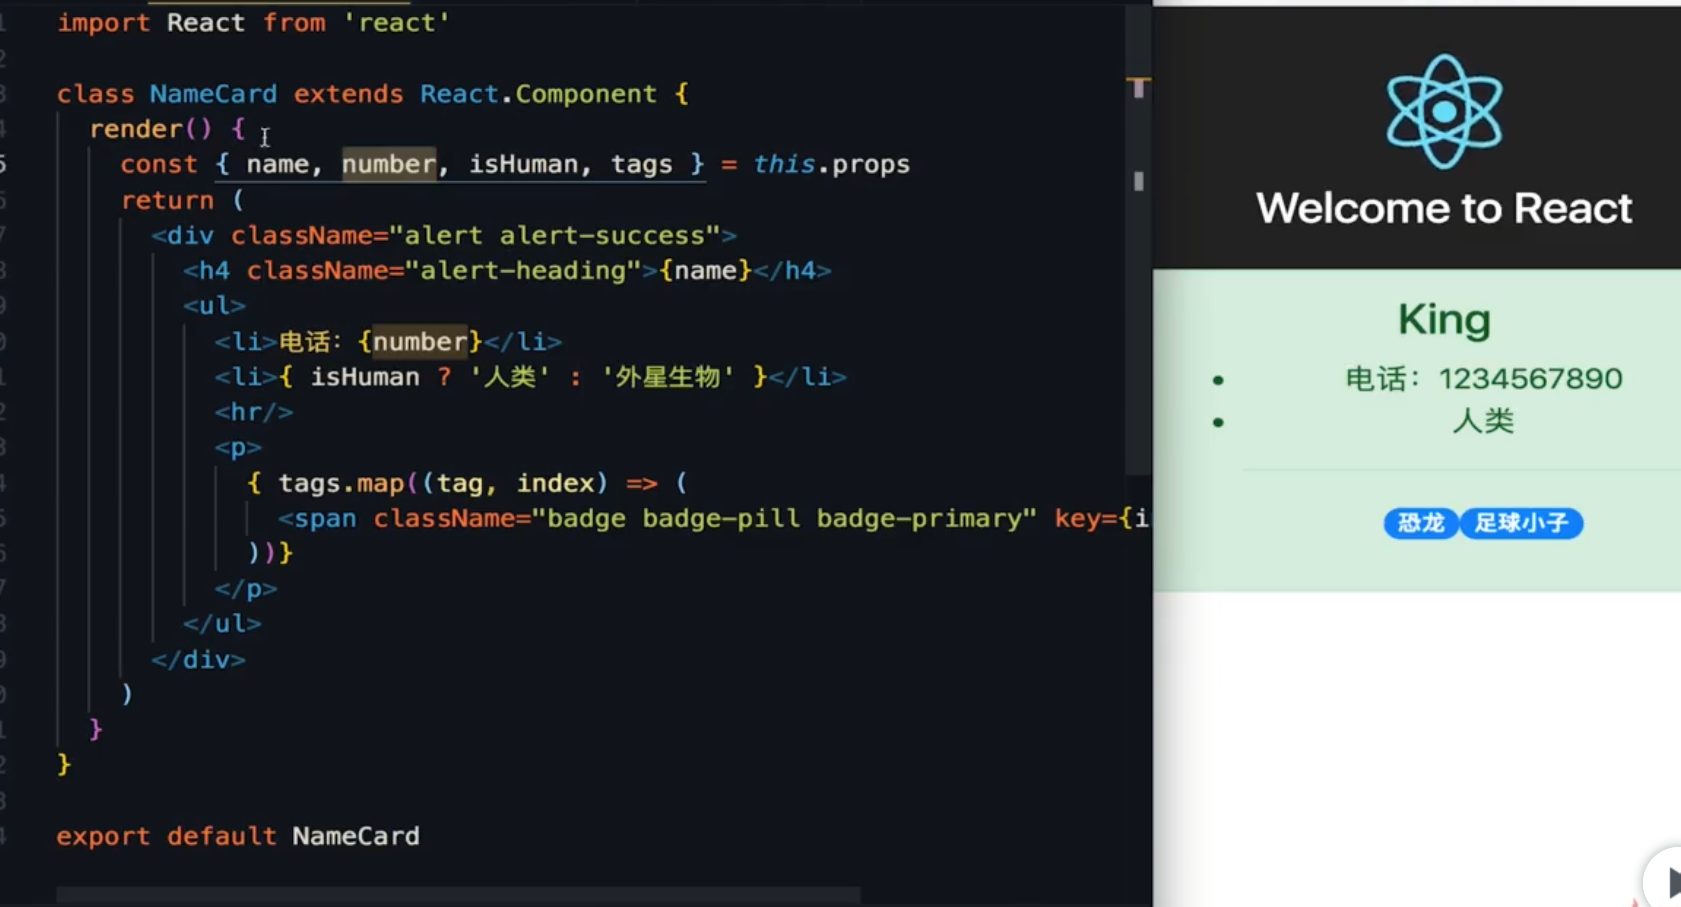 import React from 'react'
class NameCard extends React.Component {
render() {
const { name, number, isHuman, tags } = this.props
return (
<div className="alert alert-success">
<h4 className="alert-heading">{name}</h4>
<ul>
<li>电话：{number}</li>
<li>{ isHuman ? '人类' : '外星生物' }</li>
<hr/>
<p>
{ tags.map((tag, index) => (
<span className="badge badge-pill badge-primary" key={i
))}
</p>
</ul>
</div>
)
}
}
export default NameCard
Welcome to React
King
• 电话：1234567890
• 人类
恐龙 足球小子